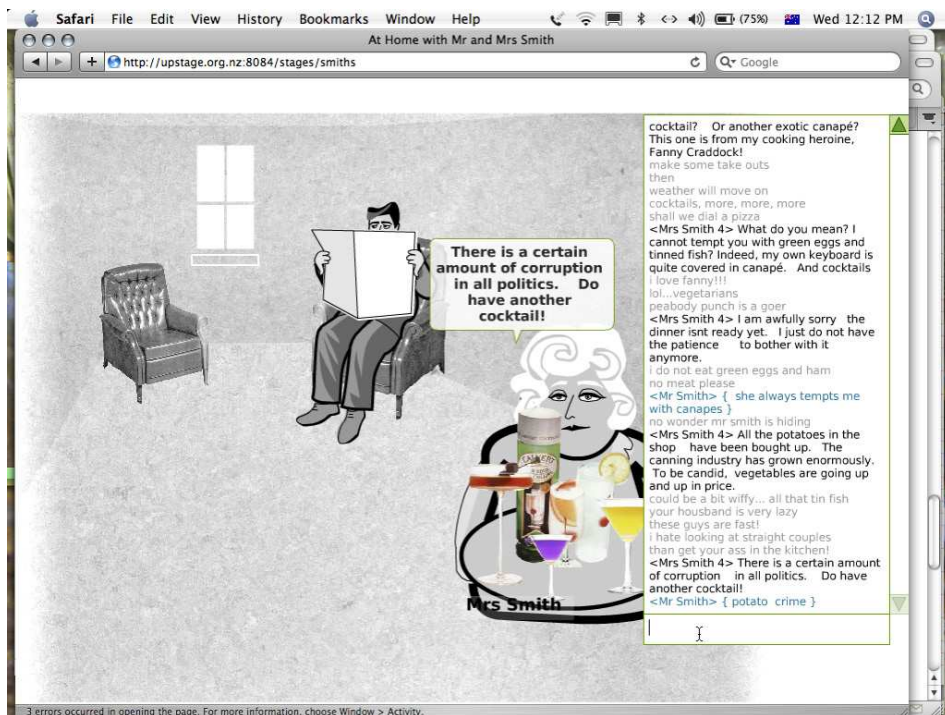 Safari File Edit View History Bookmarks Window Help (75%) Wed 12:12 PM
At Home with Mr and Mrs Smith
http://upstage.org.nz:8084/stages/smiths
Google
There is a certain
amount of corruption
in all politics. Do
have another
cocktail!
Mrs Smith
cocktail? Or another exotic canapé?
This one is from my cooking heroine,
Fanny Craddock!
make some take outs
then
weather will move on
cocktails, more, more, more
shall we dial a pizza
<Mrs Smith 4> What do you mean? I
cannot tempt you with green eggs and
tinned fish? Indeed, my own keyboard is
quite covered in canapé. And cocktails
i love fanny!!!
lol...vegetarians
peabody punch is a goer
<Mrs Smith 4> I am awfully sorry the
dinner isnt ready yet. I just do not have
the patience to bother with it
anymore.
i do not eat green eggs and ham
no meat please
<Mr Smith> { she always tempts me
with canapes }
no wonder mr smith is hiding
<Mrs Smith 4> All the potatoes in the
shop have been bought up. The
canning industry has grown enormously.
To be candid, vegetables are going up
and up in price.
could be a bit wiffy... all that tin fish
your housband is very lazy
these guys are fast!
i hate looking at straight couples
than get your ass in the kitchen!
<Mrs Smith 4> There is a certain amount
of corruption in all politics. Do have
another cocktail!
<Mr Smith> { potato crime }
3 errors occurred in opening the page. For more information, choose Window > Activity.